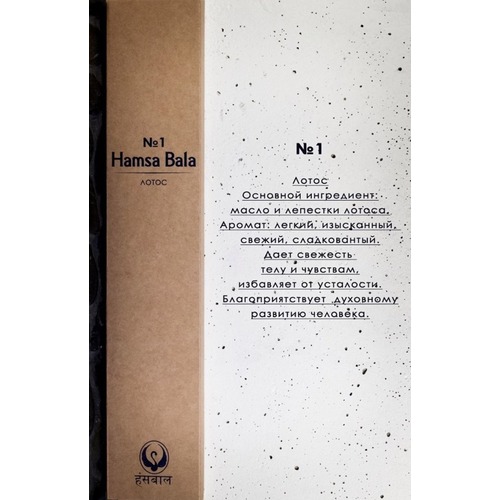 №1
Hamsa Bala
ЛОТОС
हंसबाल
№1
Лотос
Основной ингредиент:
масло и лепестки лотоса.
Аромат: легкий, изысканный,
свежий, сладковатый.
Дает свежесть
телу и чувствам,
избавляет от усталости.
Благоприятствует духовному
развитию человека.